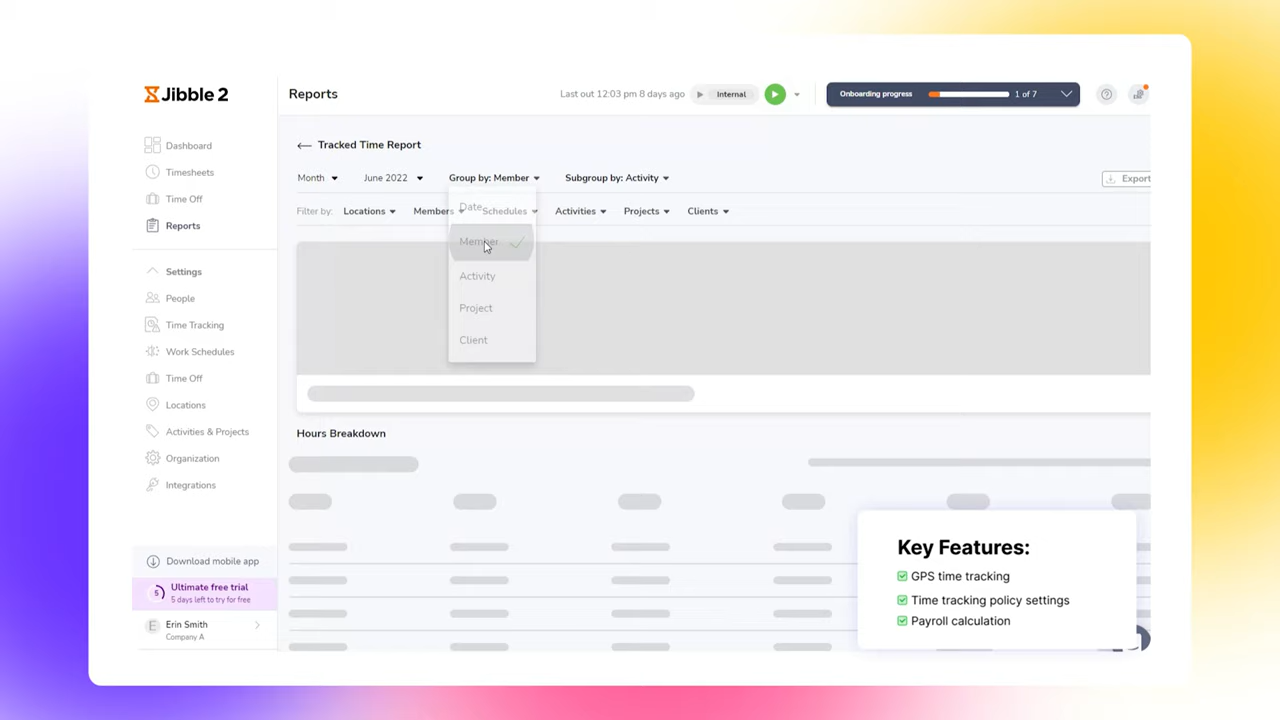 Jibble 2
Reports
Last out 12:03 pm 8 days ago
Internal
Onboarding progress
1 of 7
Dashboard
Timesheets
Time Off
Reports
Settings
People
Time Tracking
Work Schedules
Time Off
Locations
Activities & Projects
Organization
Integrations
Download mobile app
5
Ultimate free trial
5 days left to try for free
E
Erin Smith
Company A
Tracked Time Report
Month
June 2022
Group by: Member
Subgroup by: Activity
Export
Filter by:
Locations
Members
Schedules
Activities
Projects
Clients
Date
Member
Activity
Project
Client
Hours Breakdown
Key Features:
GPS time tracking
Time tracking policy settings
Payroll calculation